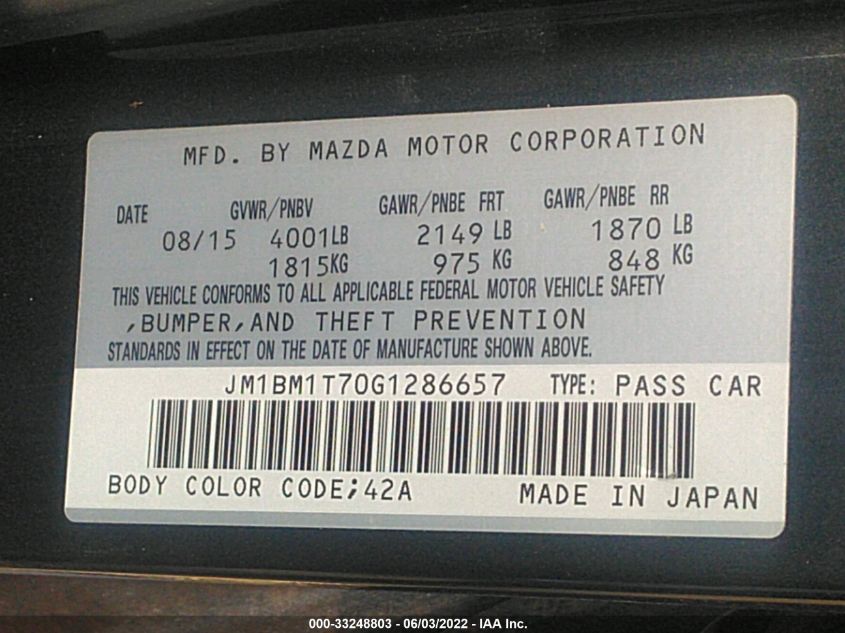 MFD. BY MAZDA MOTOR CORPORATION
DATE GVWR/PNBV GAWR/PNBE FRT GAWR/PNBE RR
08/15 4001LB 2149 LB 1870 LB
1815KG 975 KG 848 KG
THIS VEHICLE CONFORMS TO ALL APPLICABLE FEDERAL MOTOR VEHICLE SAFETY
,BUMPER,AND THEFT PREVENTION
STANDARDS IN EFFECT ON THE DATE OF MANUFACTURE SHOWN ABOVE.
JM1BM1T70G1286657 TYPE: PASS CAR
BODY COLOR CODE;42A MADE IN JAPAN
000-33248803 - 06/03/2022 - IAA Inc.